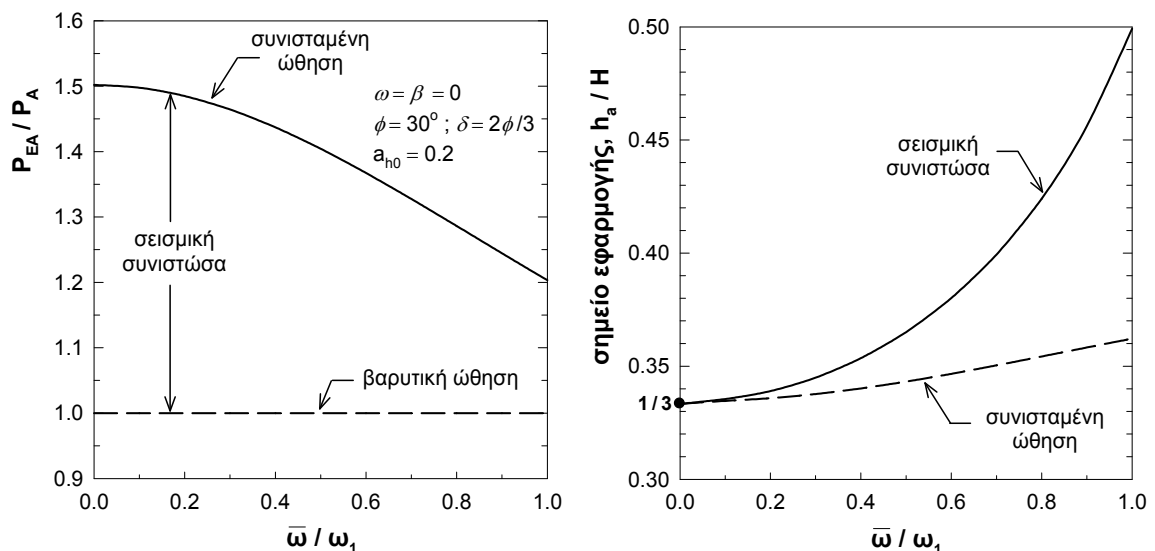 1.6
1.5
1.4
1.3
1.2
1.1
1.0
0.9
P_EA / P_A
συνισταμένη
ώθηση
ω = β = 0
ϕ = 30° ; δ = 2ϕ/3
a_h0 = 0.2
σεισμική
συνιστώσα
βαρυτική ώθηση
0.0 0.2 0.4 0.6 0.8 1.0
ω̅ / ω₁
0.50
0.45
0.40
0.35
1 / 3
0.30
σημείο εφαρμογής, h_a / H
σεισμική
συνιστώσα
συνισταμένη
ώθηση
0.0 0.2 0.4 0.6 0.8 1.0
ω̅ / ω₁